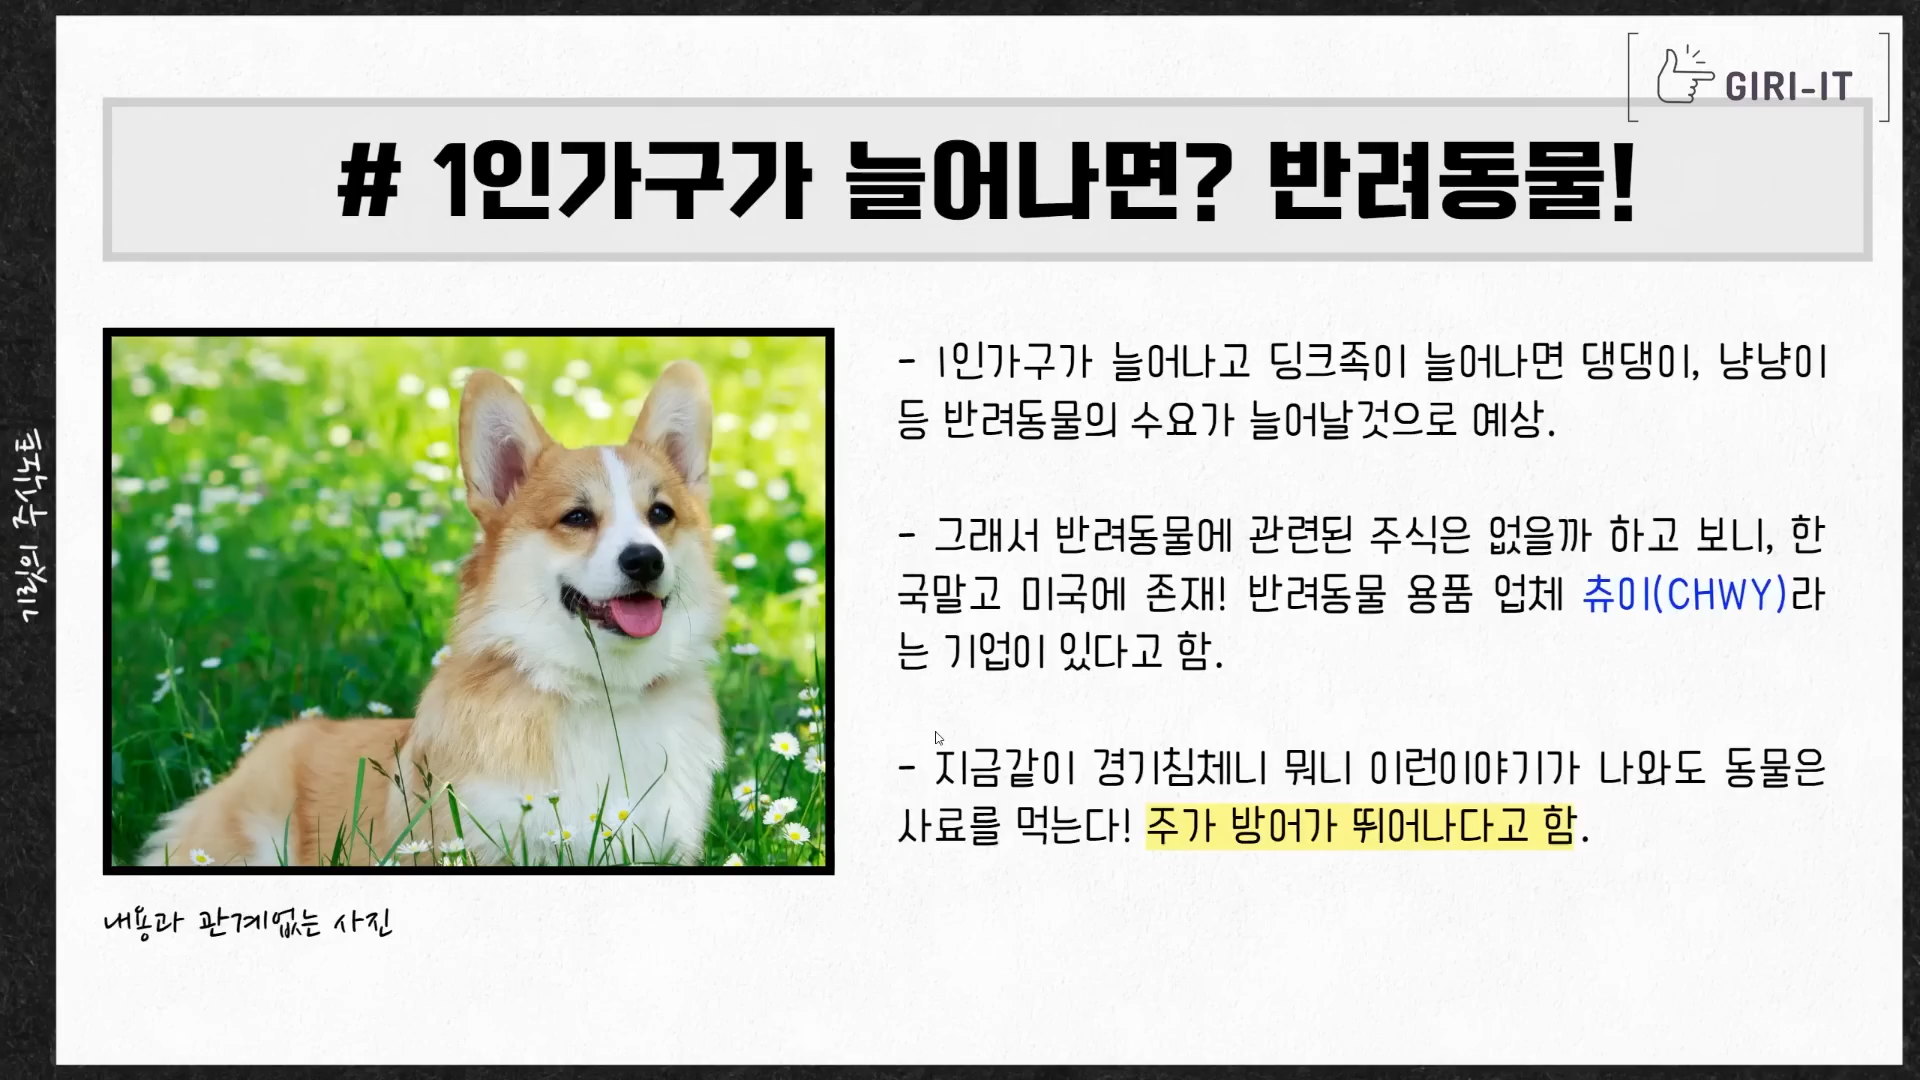 GIRI-IT
# 1인가구가 늘어나면? 반려동물!
- 1인가구가 늘어나고 딩크족이 늘어나면 댕댕이, 냥냥이
등 반려동물의 수요가 늘어날것으로 예상.
- 그래서 반려동물에 관련된 주식은 없을까 하고 보니, 한
국말고 미국에 존재! 반려동물 용품 업체 츄이(CHWY)라
는 기업이 있다고 함.
- 지금같이 경기침체니 뭐니 이런이야기가 나와도 동물은
사료를 먹는다! 주가 방어가 뛰어나다고 함.
내용과 관계없는 사진
기릿의 주식노트